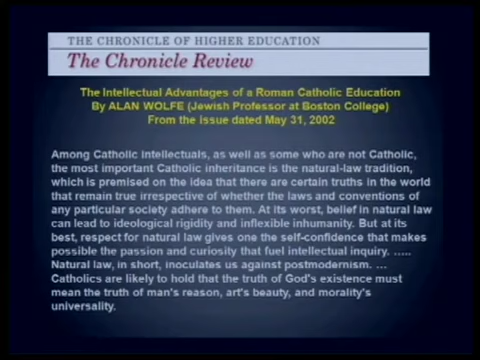 THE CHRONICLE OF HIGHER EDUCATION
The Chronicle Review
The Intellectual Advantages of a Roman Catholic Education
By ALAN WOLFE (Jewish Professor at Boston College)
From the issue dated May 31, 2002
Among Catholic intellectuals, as well as some who are not Catholic,
the most important Catholic inheritance is the natural-law tradition,
which is premised on the idea that there are certain truths in the world
that remain true irrespective of whether the laws and conventions of
any particular society adhere to them. At its worst, belief in natural law
can lead to ideological rigidity and inflexible inhumanity. But at its
best, respect for natural law gives one the self-confidence that makes
possible the passion and curiosity that fuel intellectual inquiry. …..
Natural law, in short, inoculates us against postmodernism. …
Catholics are likely to hold that the truth of God's existence must
mean the truth of man's reason, art's beauty, and morality's
universality.